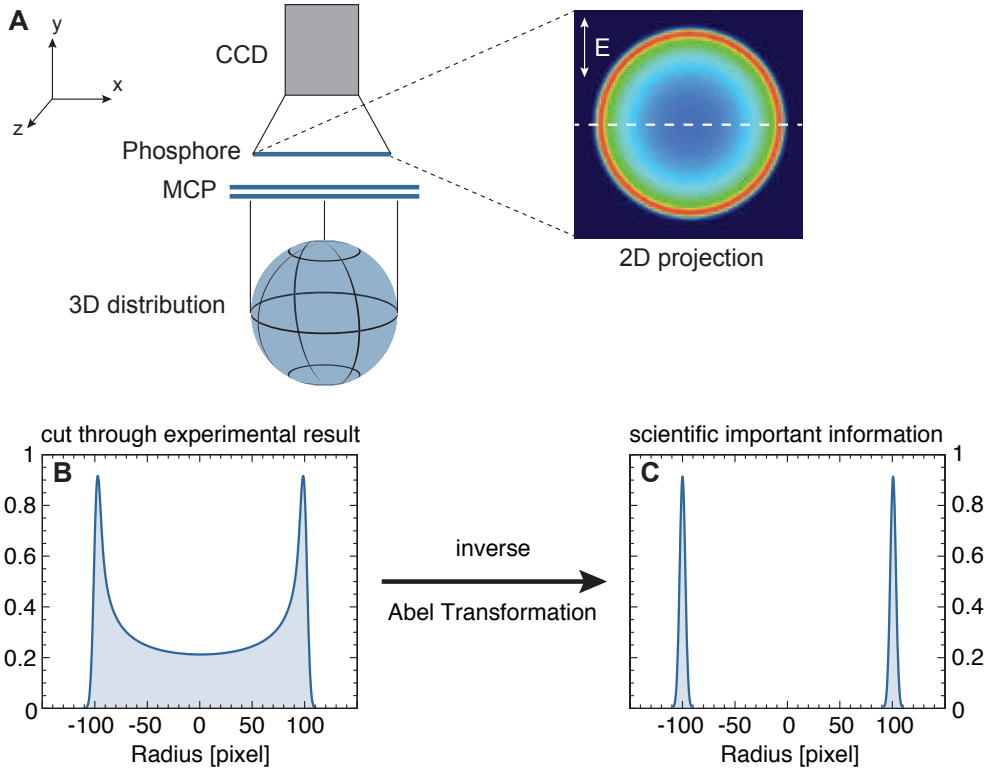 A
y
x
z
CCD
Phosphore
MCP
3D distribution
E
2D projection
cut through experimental result
B
1
0.8
0.6
0.4
0.2
0
-100 -50 0 50 100
Radius [pixel]
inverse
Abel Transformation
scientific important information
C
1
0.8
0.6
0.4
0.2
0
-100 -50 0 50 100
Radius [pixel]